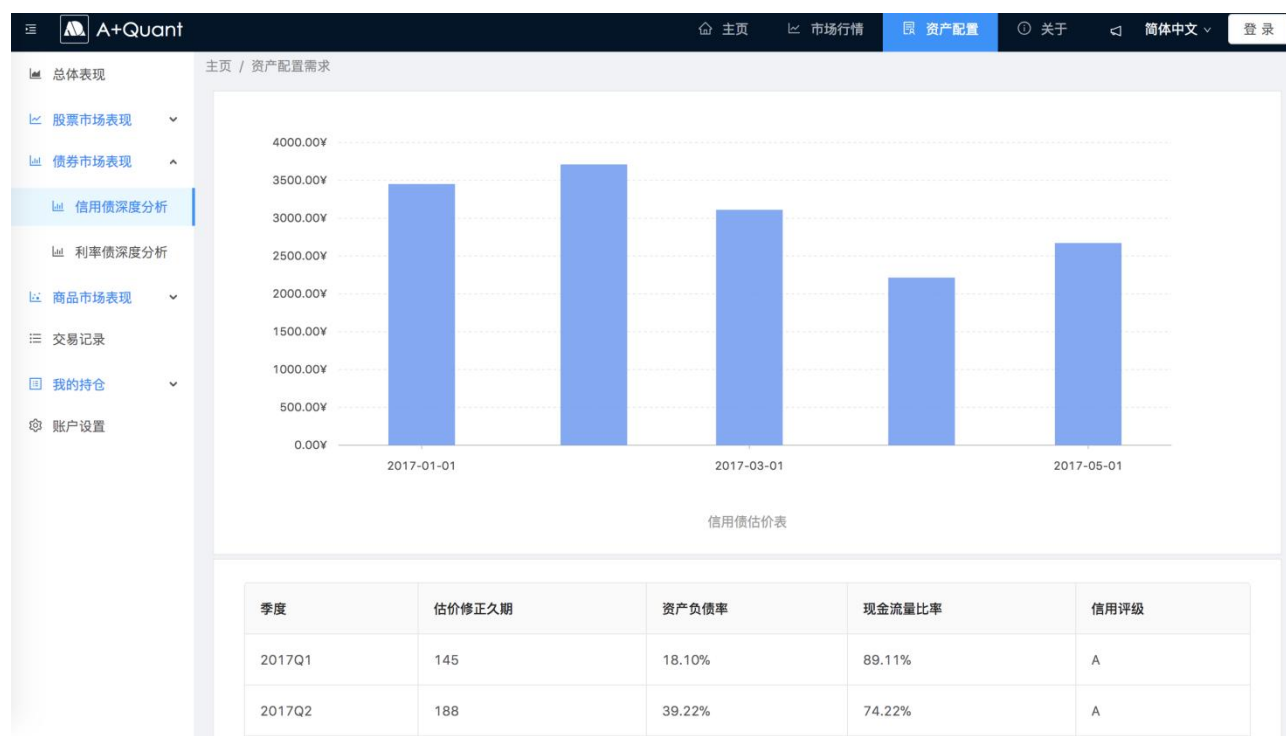 A+Quant 主页 市场行情 资产配置 关于 简体中文 登 录
总体表现
股票市场表现
债券市场表现
信用债深度分析
利率债深度分析
商品市场表现
交易记录
我的持仓
账户设置
主页 / 资产配置需求
4000.00¥
3500.00¥
3000.00¥
2500.00¥
2000.00¥
1500.00¥
1000.00¥
500.00¥
0.00¥
2017-01-01 2017-03-01 2017-05-01
信用债估价表
季度 估价修正久期 资产负债率 现金流量比率 信用评级
2017Q1 145 18.10% 89.11% A
2017Q2 188 39.22% 74.22% A